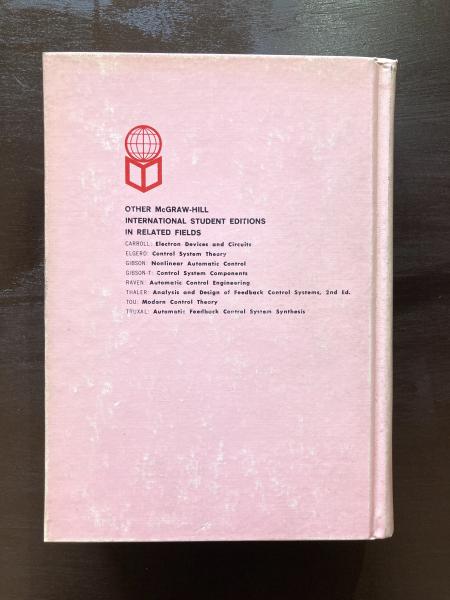 OTHER McGRAW-HILL
INTERNATIONAL STUDENT EDITIONS
IN RELATED FIELDS
CARROLL: Electron Devices and Circuits
ELGERD: Control System Theory
GIBSON: Nonlinear Automatic Control
GIBSON-T: Control System Components
RAVEN: Automatic Control Engineering
THALER: Analysis and Design of Feedback Control Systems, 2nd Ed.
TOU: Modern Control Theory
TRUXAL: Automatic Feedback Control System Synthesis